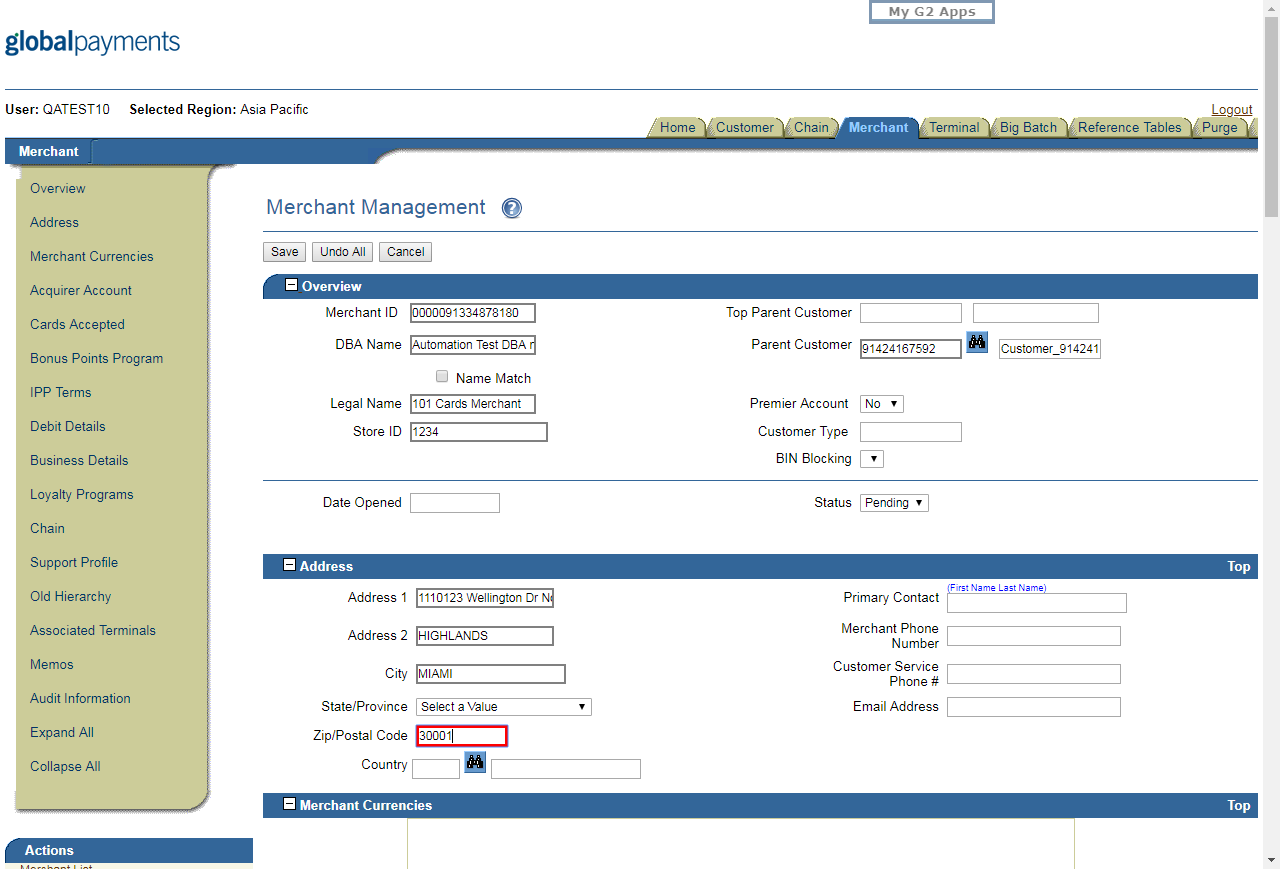 My G2 Apps
globalpayments
User: QATEST10 Selected Region: Asia Pacific
Logout
Home Customer Chain Merchant Terminal Big Batch Reference Tables Purge
Merchant
Overview
Address
Merchant Currencies
Acquirer Account
Cards Accepted
Bonus Points Program
IPP Terms
Debit Details
Business Details
Loyalty Programs
Chain
Support Profile
Old Hierarchy
Associated Terminals
Memos
Audit Information
Expand All
Collapse All
Actions
Merchant List
Merchant Management ?
Save Undo All Cancel
Overview
Merchant ID 0000091334878180 Top Parent Customer
DBA Name Automation Test DBA Parent Customer 91424167592 Customer_914241
Name Match
Legal Name 101 Cards Merchant Premier Account No
Store ID 1234 Customer Type
BIN Blocking
Date Opened Status Pending
Address Top
(First Name Last Name)
Address 1 1110123 Wellington Dr Primary Contact
Address 2 HIGHLANDS Merchant Phone
Number
City MIAMI Customer Service
Phone #
State/Province Select a Value Email Address
Zip/Postal Code 30001
Country
Merchant Currencies Top